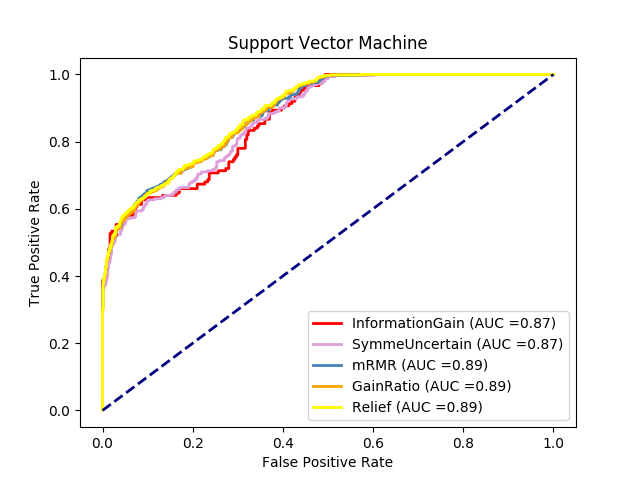 Support Vector Machine
True Positive Rate
1.0
0.8
0.6
0.4
0.2
0.0
InformationGain (AUC =0.87)
SymmeUncertain (AUC =0.87)
mRMR (AUC =0.89)
GainRatio (AUC =0.89)
Relief (AUC =0.89)
0.0 0.2 0.4 0.6 0.8 1.0
False Positive Rate